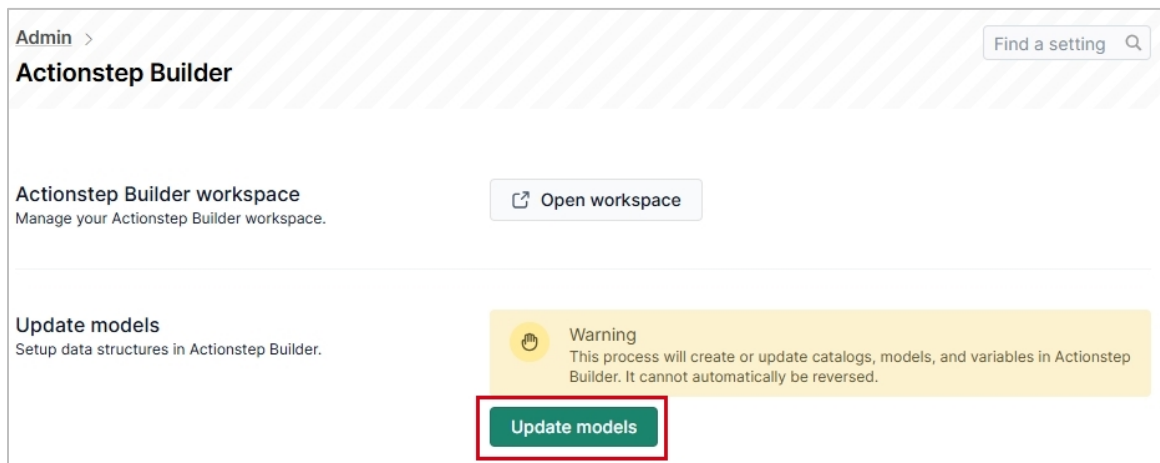 Admin >
Find a setting
Actionstep Builder
Actionstep Builder workspace
Manage your Actionstep Builder workspace.
Open workspace
Update models
Setup data structures in Actionstep Builder.
Warning
This process will create or update catalogs, models, and variables in Actionstep
Builder. It cannot automatically be reversed.
Update models